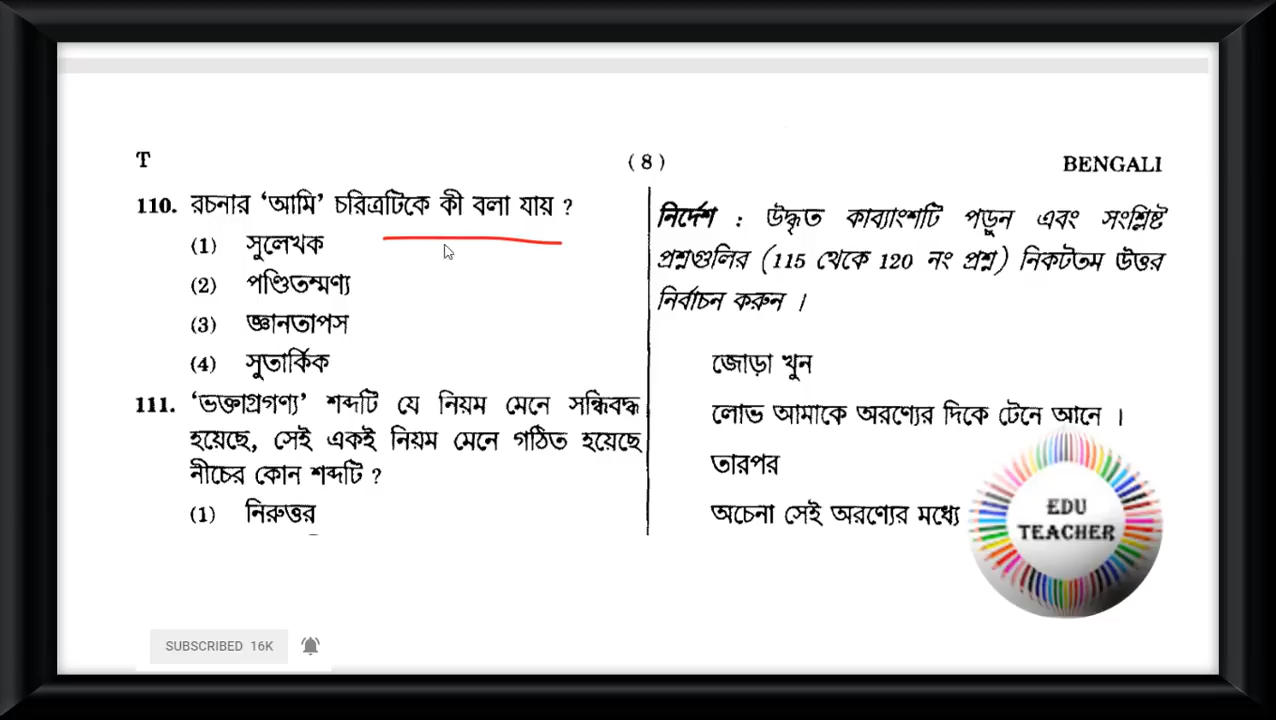 T
( 8 )
BENGALI
110. রচনার ‘আমি’ চরিত্রটিকে কী বলা যায় ?
(1) সুলেখক
(2) পণ্ডিতম্মণ্য
(3) জ্ঞানতাপস
(4) সুতার্কিক
111. ‘ভক্তাগ্রগণ্য’ শব্দটি যে নিয়ম মেনে সন্ধিবদ্ধ
হয়েছে, সেই একই নিয়ম মেনে গঠিত হয়েছে
নীচের কোন শব্দটি ?
(1) নিরুত্তর
নির্দেশ : উদ্ধৃত কাব্যাংশটি পড়ুন এবং সংশ্লিষ্ট
প্রশ্নগুলির (115 থেকে 120 নং প্রশ্ন) নিকটতম উত্তর
নির্বাচন করুন ।
জোড়া খুন
লোভ আমাকে অরণ্যের দিকে টেনে আনে ।
তারপর
অচেনা সেই অরণ্যের মধ্যে
EDU
TEACHER
SUBSCRIBED 16K